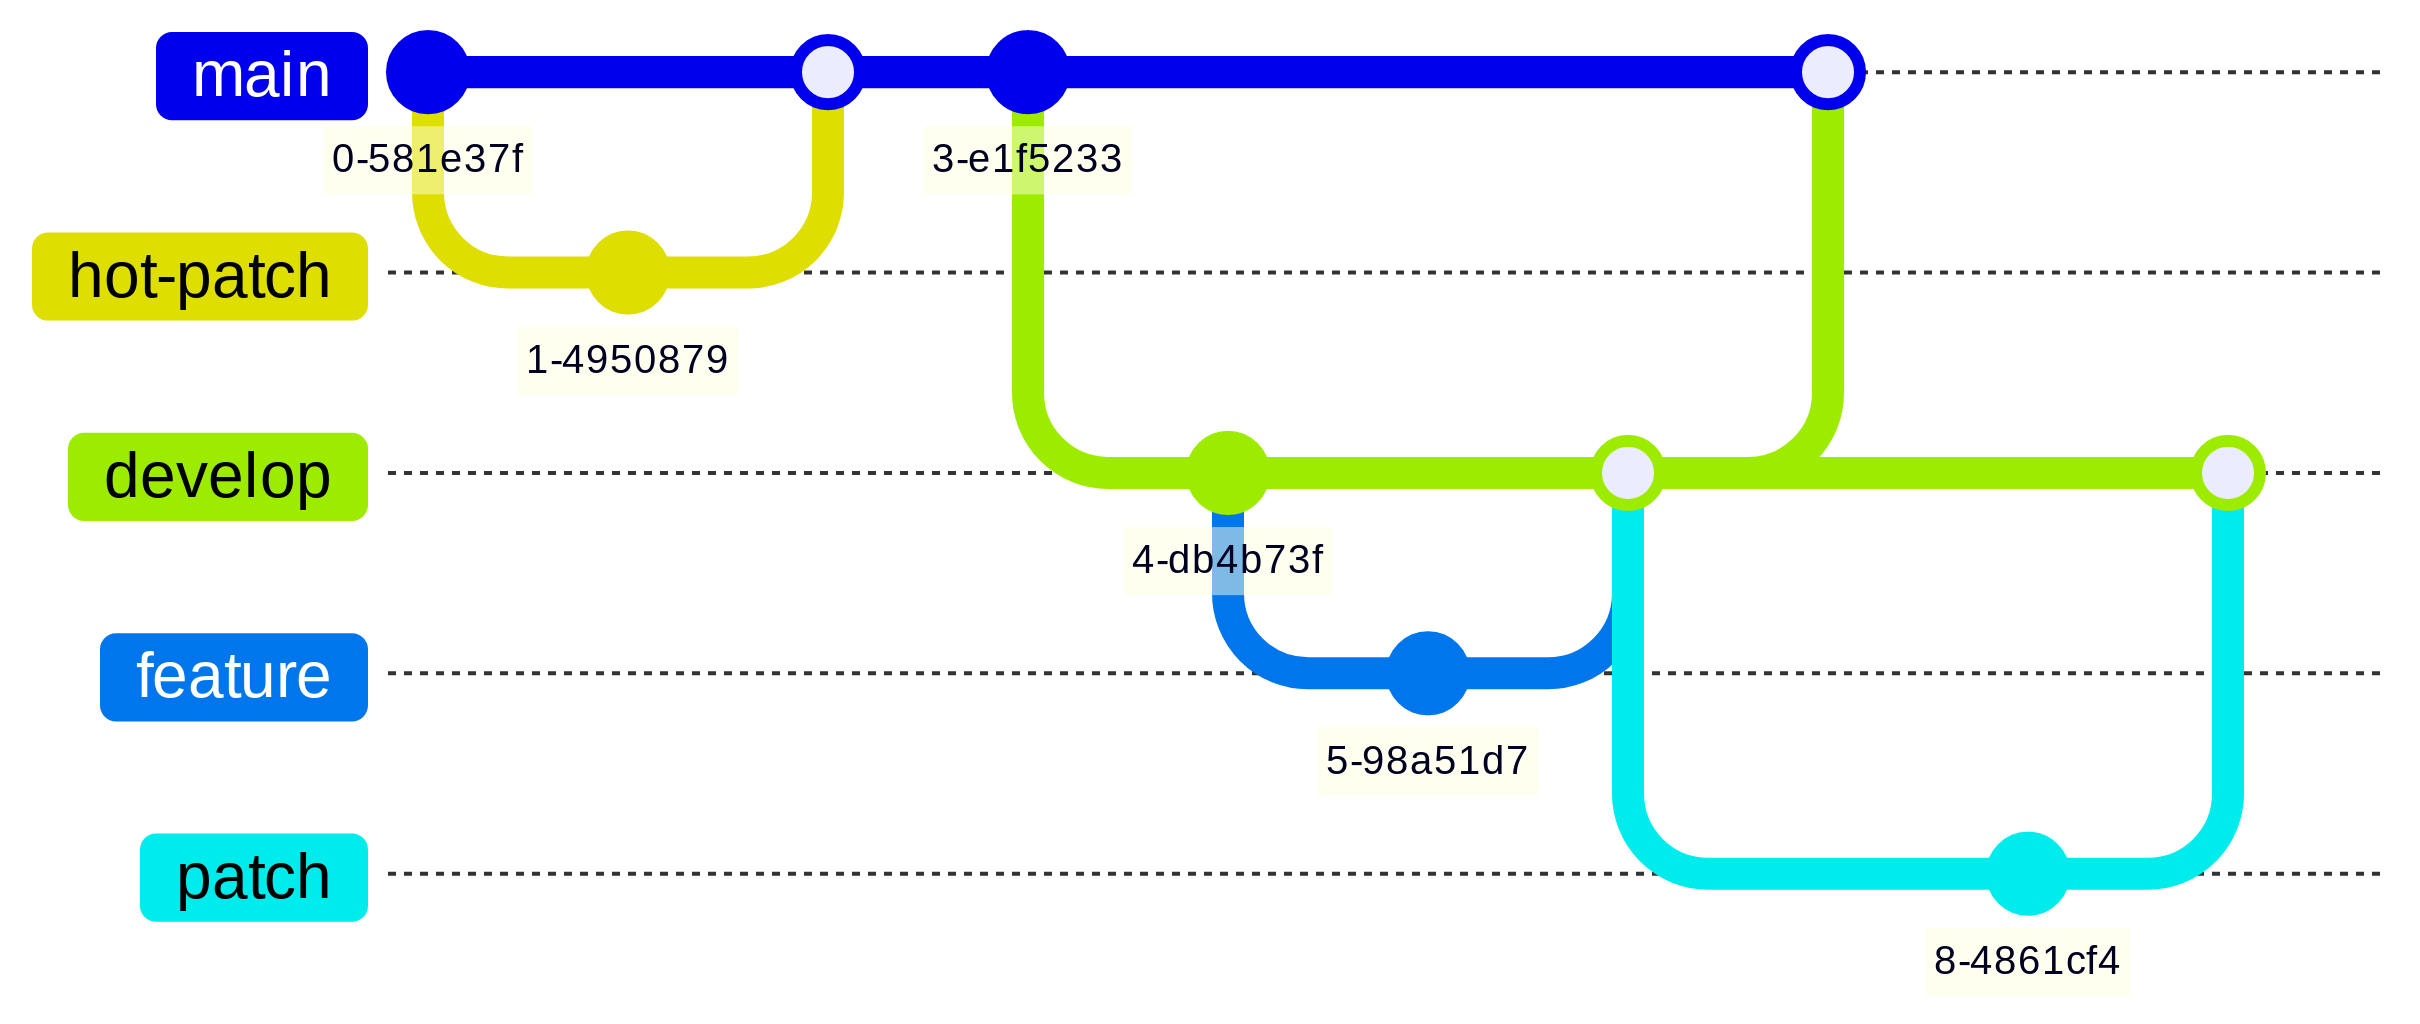 main
0-581e37f
3-e1f5233
hot-patch
1-4950879
develop
4-db4b73f
feature
5-98a51d7
patch
8-4861cf4